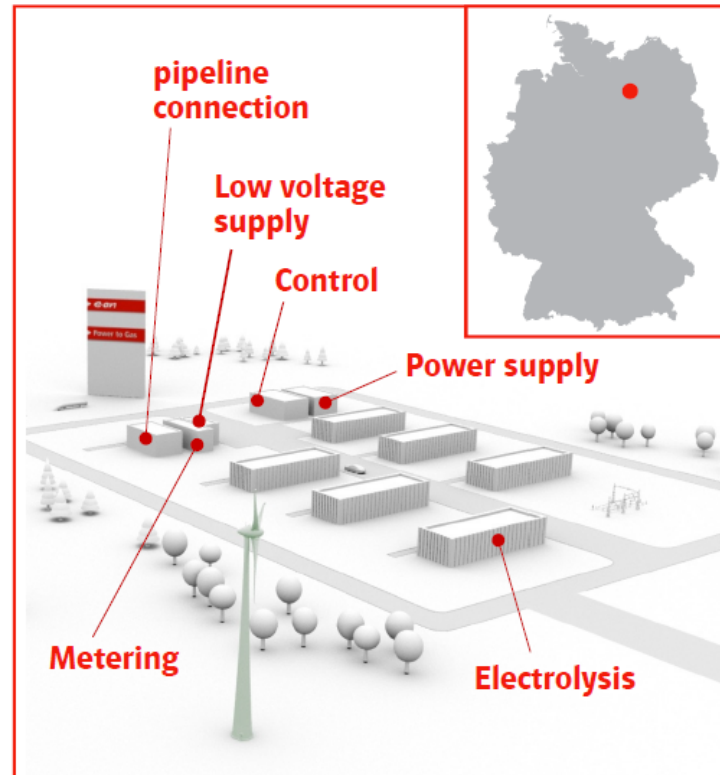 pipeline
connection
Low voltage
supply
Control
e·on
Power to Gas
Power supply
Metering
Electrolysis